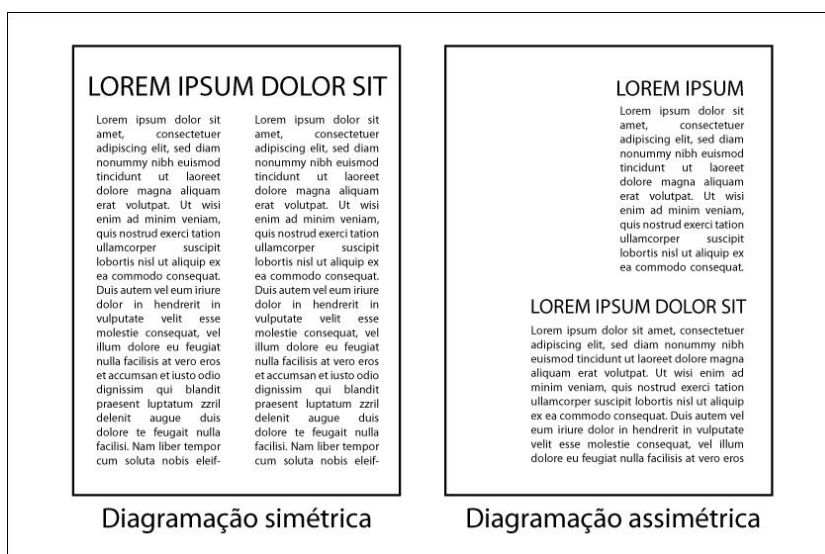 LOREM IPSUM DOLOR SIT
Lorem ipsum dolor sit
amet, consectetuer
adipiscing elit, sed diam
nonummy nibh euismod
tincidunt ut laoreet
dolore magna aliquam
erat volutpat. Ut wisi
enim ad minim veniam,
quis nostrud exerci tation
ullamcorper suscipit
lobortis nisl ut aliquip ex
ea commodo consequat.
Duis autem vel eum iriure
dolor in hendrerit in
vulputate velit esse
molestie consequat, vel
illum dolore eu feugiat
nulla facilisis at vero eros
et accumsan et iusto odio
dignissim qui blandit
praesent luptatum zzril
delenit augue duis
dolore te feugait nulla
facilisi. Nam liber tempor
cum soluta nobis eleif-
Lorem ipsum dolor sit
amet, consectetuer
adipiscing elit, sed diam
nonummy nibh euismod
tincidunt ut laoreet
dolore magna aliquam
erat volutpat. Ut wisi
enim ad minim veniam,
quis nostrud exerci tation
ullamcorper suscipit
lobortis nisl ut aliquip ex
ea commodo consequat.
Duis autem vel eum iriure
dolor in hendrerit in
vulputate velit esse
molestie consequat, vel
illum dolore eu feugiat
nulla facilisis at vero eros
et accumsan et iusto odio
dignissim qui blandit
praesent luptatum zzril
delenit augue duis
dolore te feugait nulla
facilisi. Nam liber tempor
cum soluta nobis eleif-
Diagramação simétrica
LOREM IPSUM
Lorem ipsum dolor sit
amet, consectetuer
adipiscing elit, sed diam
nonummy nibh euismod
tincidunt ut laoreet
dolore magna aliquam
erat volutpat. Ut wisi
enim ad minim veniam,
quis nostrud exerci tation
ullamcorper suscipit
lobortis nisl ut aliquip ex
ea commodo consequat.
LOREM IPSUM DOLOR SIT
Lorem ipsum dolor sit amet, consectetuer
adipiscing elit, sed diam nonummy nibh
euismod tincidunt ut laoreet dolore magna
aliquam erat volutpat. Ut wisi enim ad
minim veniam, quis nostrud exerci tation
ullamcorper suscipit lobortis nisl ut aliquip
ex ea commodo consequat. Duis autem vel
eum iriure dolor in hendrerit in vulputate
velit esse molestie consequat, vel illum
dolore eu feugiat nulla facilisis at vero eros
Diagramação assimétrica